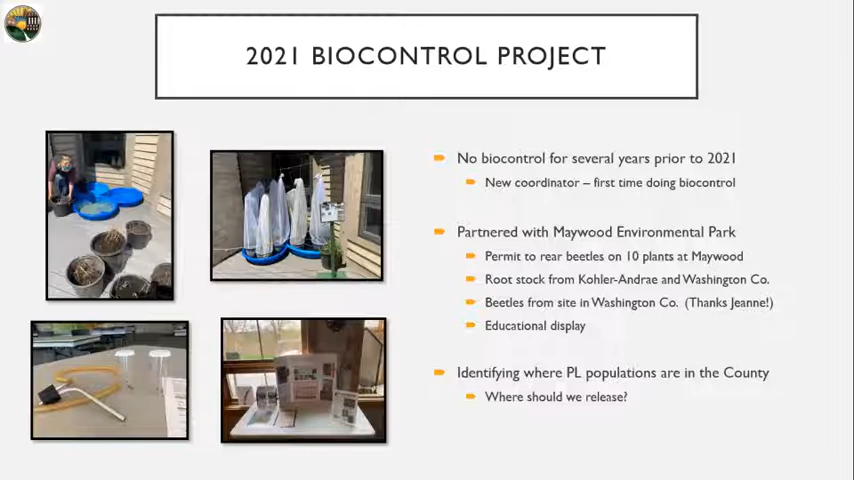 2021 BIOCONTROL PROJECT
No biocontrol for several years prior to 2021
New coordinator – first time doing biocontrol
Partnered with Maywood Environmental Park
Permit to rear beetles on 10 plants at Maywood
Root stock from Kohler-Andrae and Washington Co.
Beetles from site in Washington Co. (Thanks Jeanne!)
Educational display
Identifying where PL populations are in the County
Where should we release?